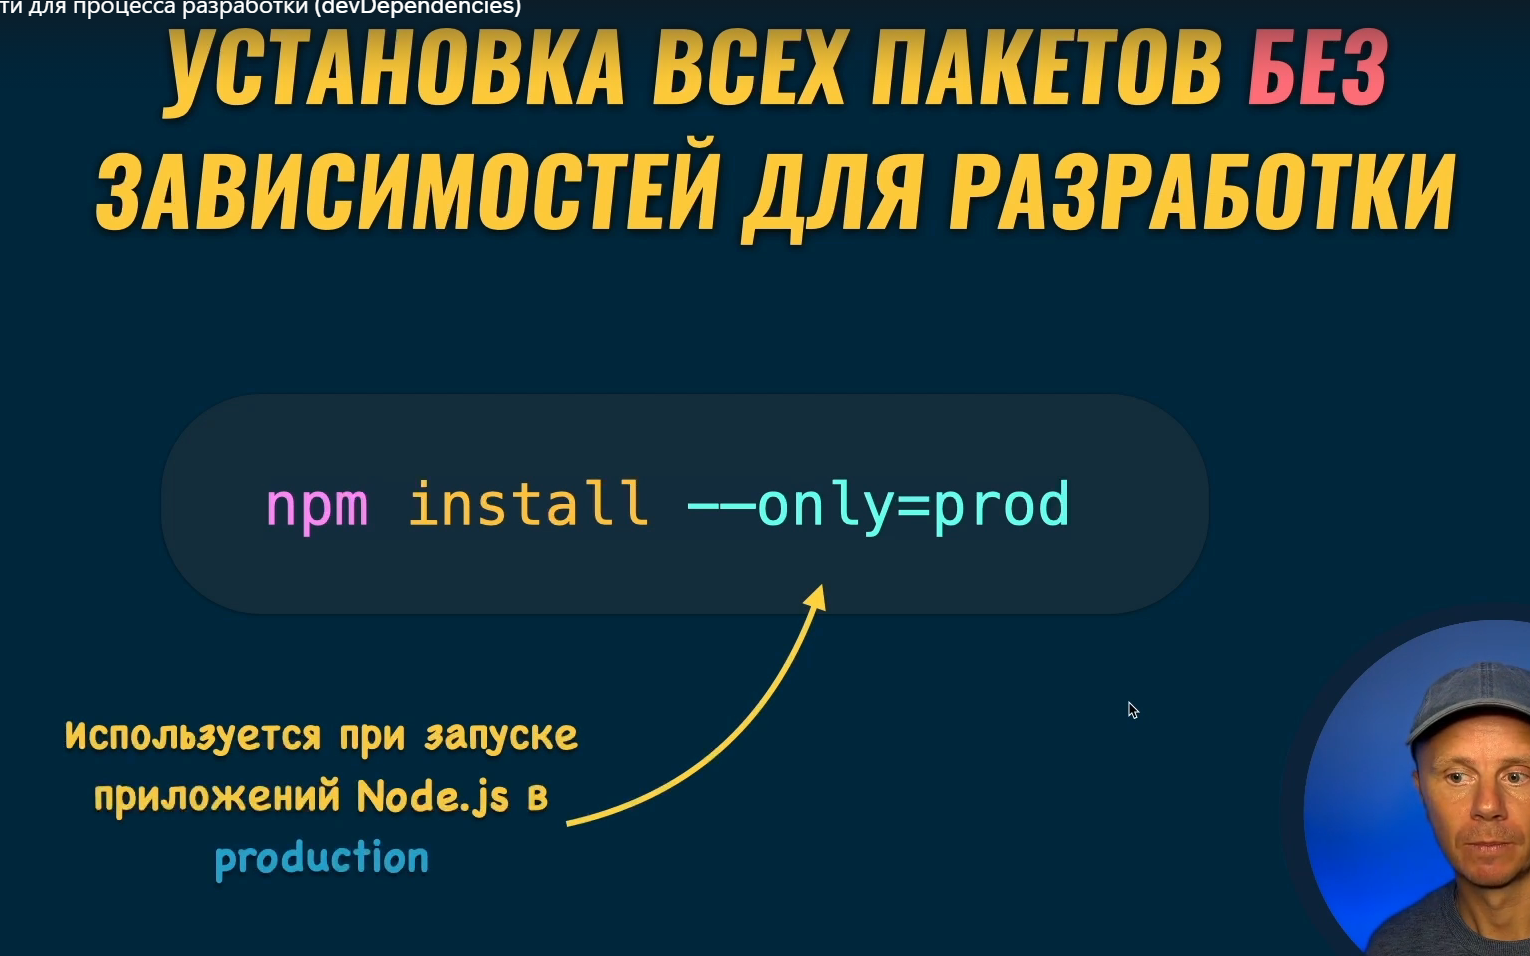 ти для процесса разработки (devDependencies)
УСТАНОВКА ВСЕХ ПАКЕТОВ БЕЗ
ЗАВИСИМОСТЕЙ ДЛЯ РАЗРАБОТКИ
npm install --only=prod
Используется при запуске
приложений Node.js в
production